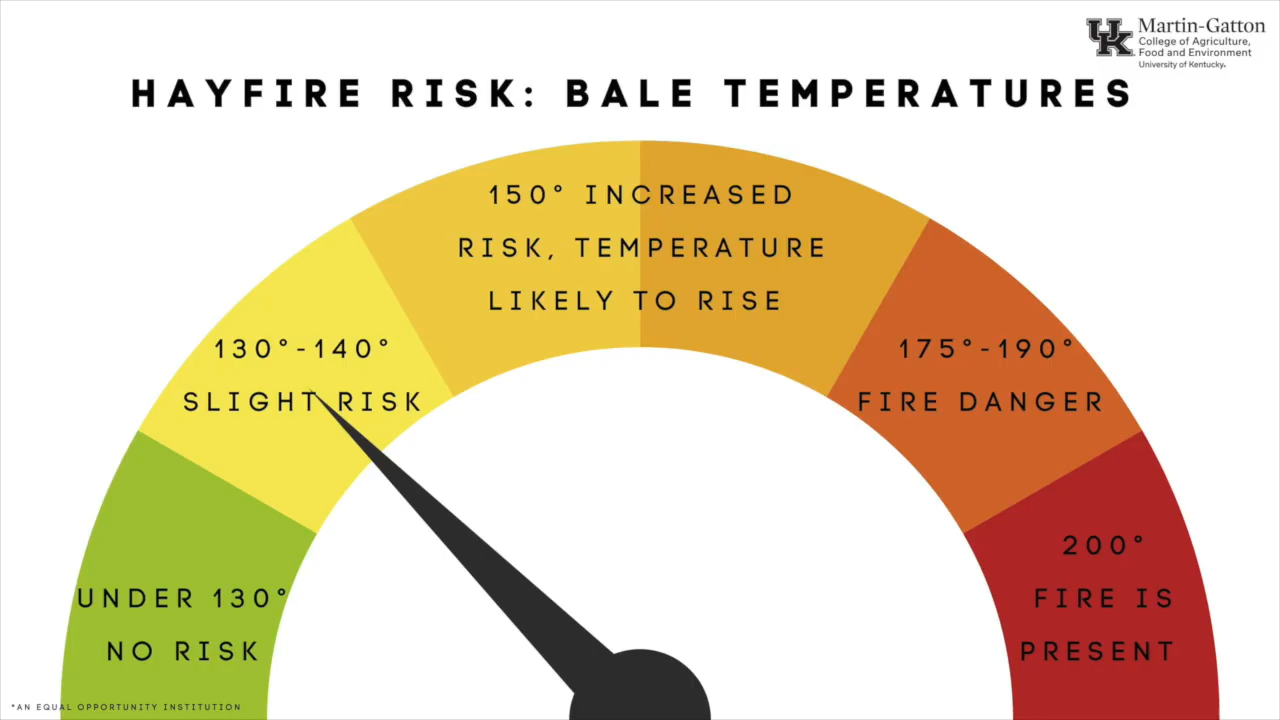 UK
Martin-Gatton
College of Agriculture,
Food and Environment
University of Kentucky.
HAYFIRE RISK: BALE TEMPERATURES
150° INCREASED
RISK, TEMPERATURE
LIKELY TO RISE
130°-140°
SLIGHT RISK
175°-190°
FIRE DANGER
UNDER 130°
NO RISK
200°
FIRE IS
PRESENT
*AN EQUAL OPPORTUNITY INSTITUTION